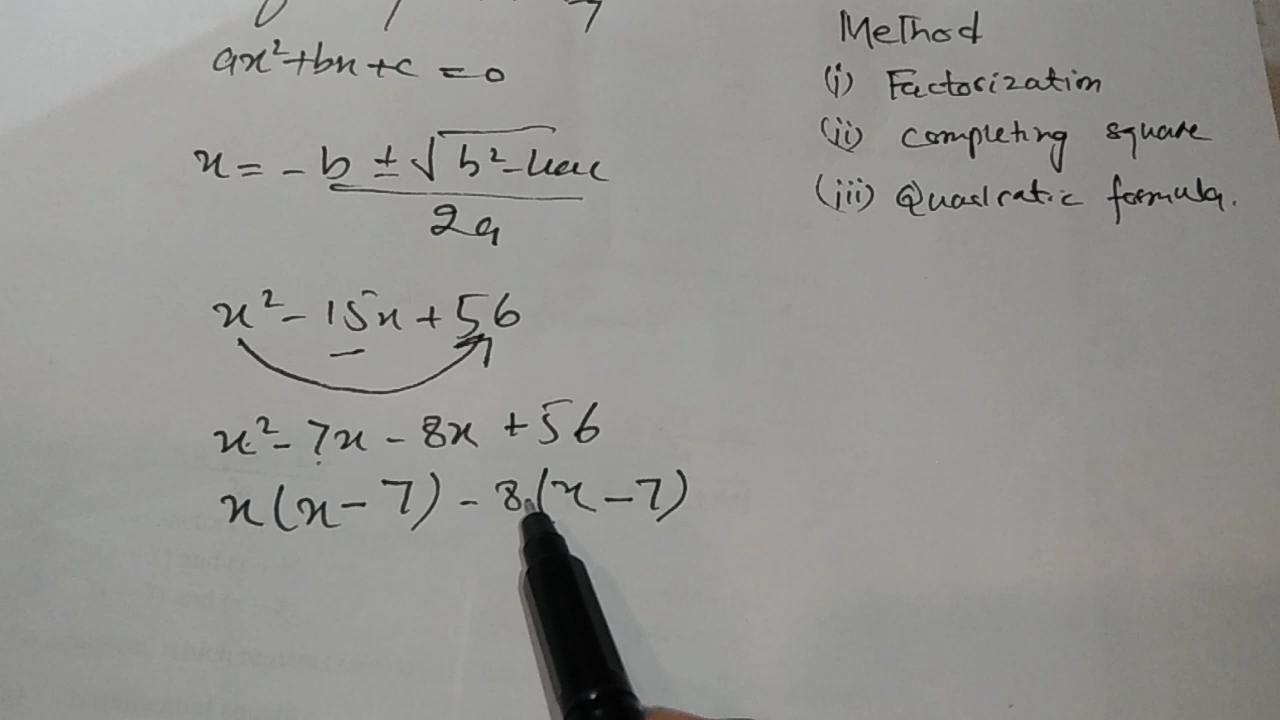 ax²+bx+c =0
x = -b ± √b²-4ac
2a
x² - 15x + 56
x² - 7x - 8x + 56
x(x-7) - 8(x-7)
Method
(i) Factorization
(ii) completing square
(iii) Quadratic formula.